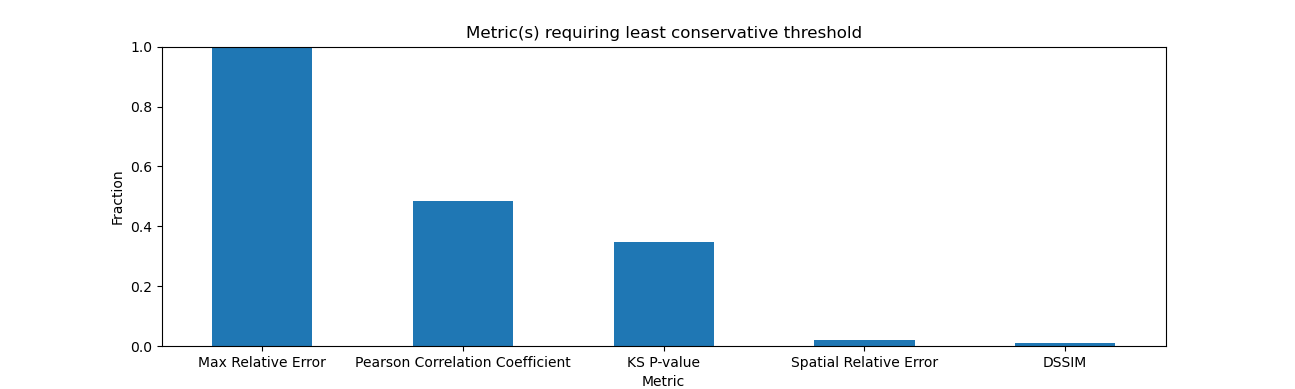 Metric(s) requiring least conservative threshold
1.0
0.8
0.6
0.4
0.2
0.0
Fraction
Max Relative Error
Pearson Correlation Coefficient
KS P-value
Spatial Relative Error
DSSIM
Metric